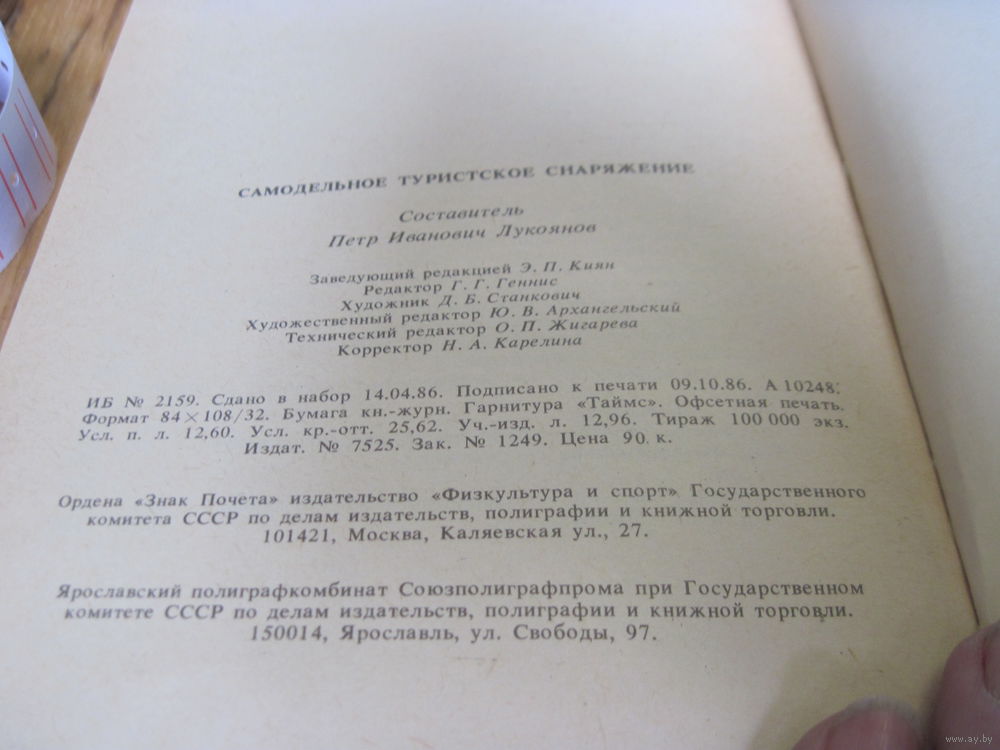 САМОДЕЛЬНОЕ ТУРИСТСКОЕ СНАРЯЖЕНИЕ
Составитель
Петр Иванович Лукоянов
Заведующий редакцией Э. П. Киян
Редактор Г. Г. Геннис
Художник Д. Б. Станкович
Художественный редактор Ю. В. Архангельский
Технический редактор О. П. Жигарева
Корректор Н. А. Карелина
ИБ № 2159. Сдано в набор 14.04.86. Подписано к печати 09.10.86. А 10248.
Формат 84×108/32. Бумага кн.-журн. Гарнитура «Таймс». Офсетная печать.
Усл. п. л. 12,60. Усл. кр.-отт. 25,62. Уч.-изд. л. 12,96. Тираж 100 000 экз.
Издат. № 7525. Зак. № 1249. Цена 90 к.
Ордена «Знак Почета» издательство «Физкультура и спорт» Государственного
комитета СССР по делам издательств, полиграфии и книжной торговли.
101421, Москва, Каляевская ул., 27.
Ярославский полиграфкомбинат Союзполиграфпрома при Государственном
комитете СССР по делам издательств, полиграфии и книжной торговли.
150014, Ярославль, ул. Свободы, 97.
www.ay.by